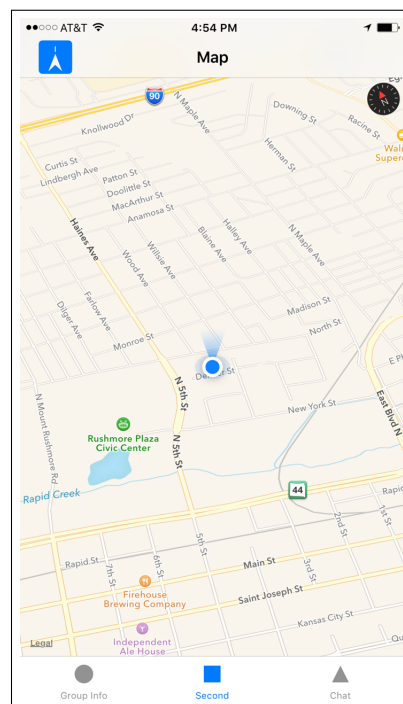 AT&T 4:54 PM
Map
90
N Maple Ave
Downing St
Knollwood Dr
Racine St
N
Herman St
Curtis St
Lindbergh Ave
Patton St
Doolittle St
MacArthur St
Anamosa St
Haines Ave
Willsie Ave
Wood Ave
Blaine Ave
Halley Ave
N Maple Ave
Farlow Ave
Dilger Ave
Madison St
North St
Monroe St
N 5th St
New York St
East Blvd N
N Mount Rushmore Rd
Rushmore Plaza
Civic Center
N 5th St
Rapid Creek
44
Rapid
5th St
2nd St
1st St
Rapid St
7th St
6th St
3rd St
Main St
Firehouse
Brewing Company
Saint Joseph St
Kansas City St
Legal
Independent
Ale House
Group Info
Second
Chat